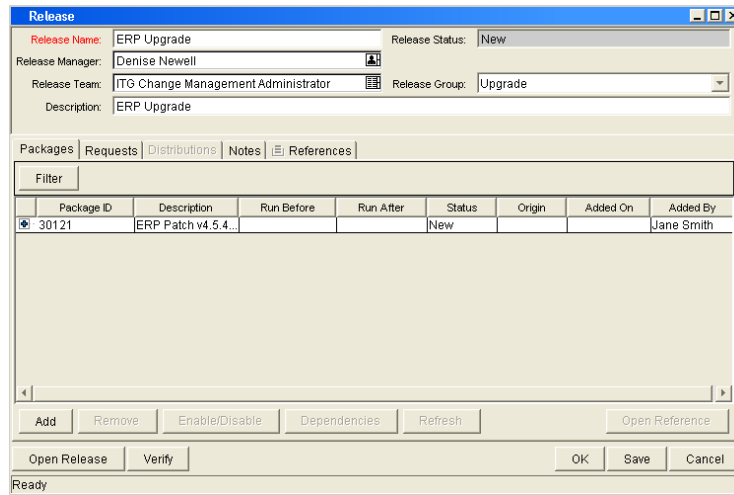 Release
Release Name: ERP Upgrade Release Status: New
Release Manager: Denise Newell
Release Team: ITG Change Management Administrator Release Group: Upgrade
Description: ERP Upgrade
Packages Requests Distributions Notes References
Filter
Package ID Description Run Before Run After Status Origin Added On Added By
30121 ERP Patch v4.5.4... New Jane Smith
Add Remove Enable/Disable Dependencies Refresh Open Reference
Open Release Verify OK Save Cancel
Ready